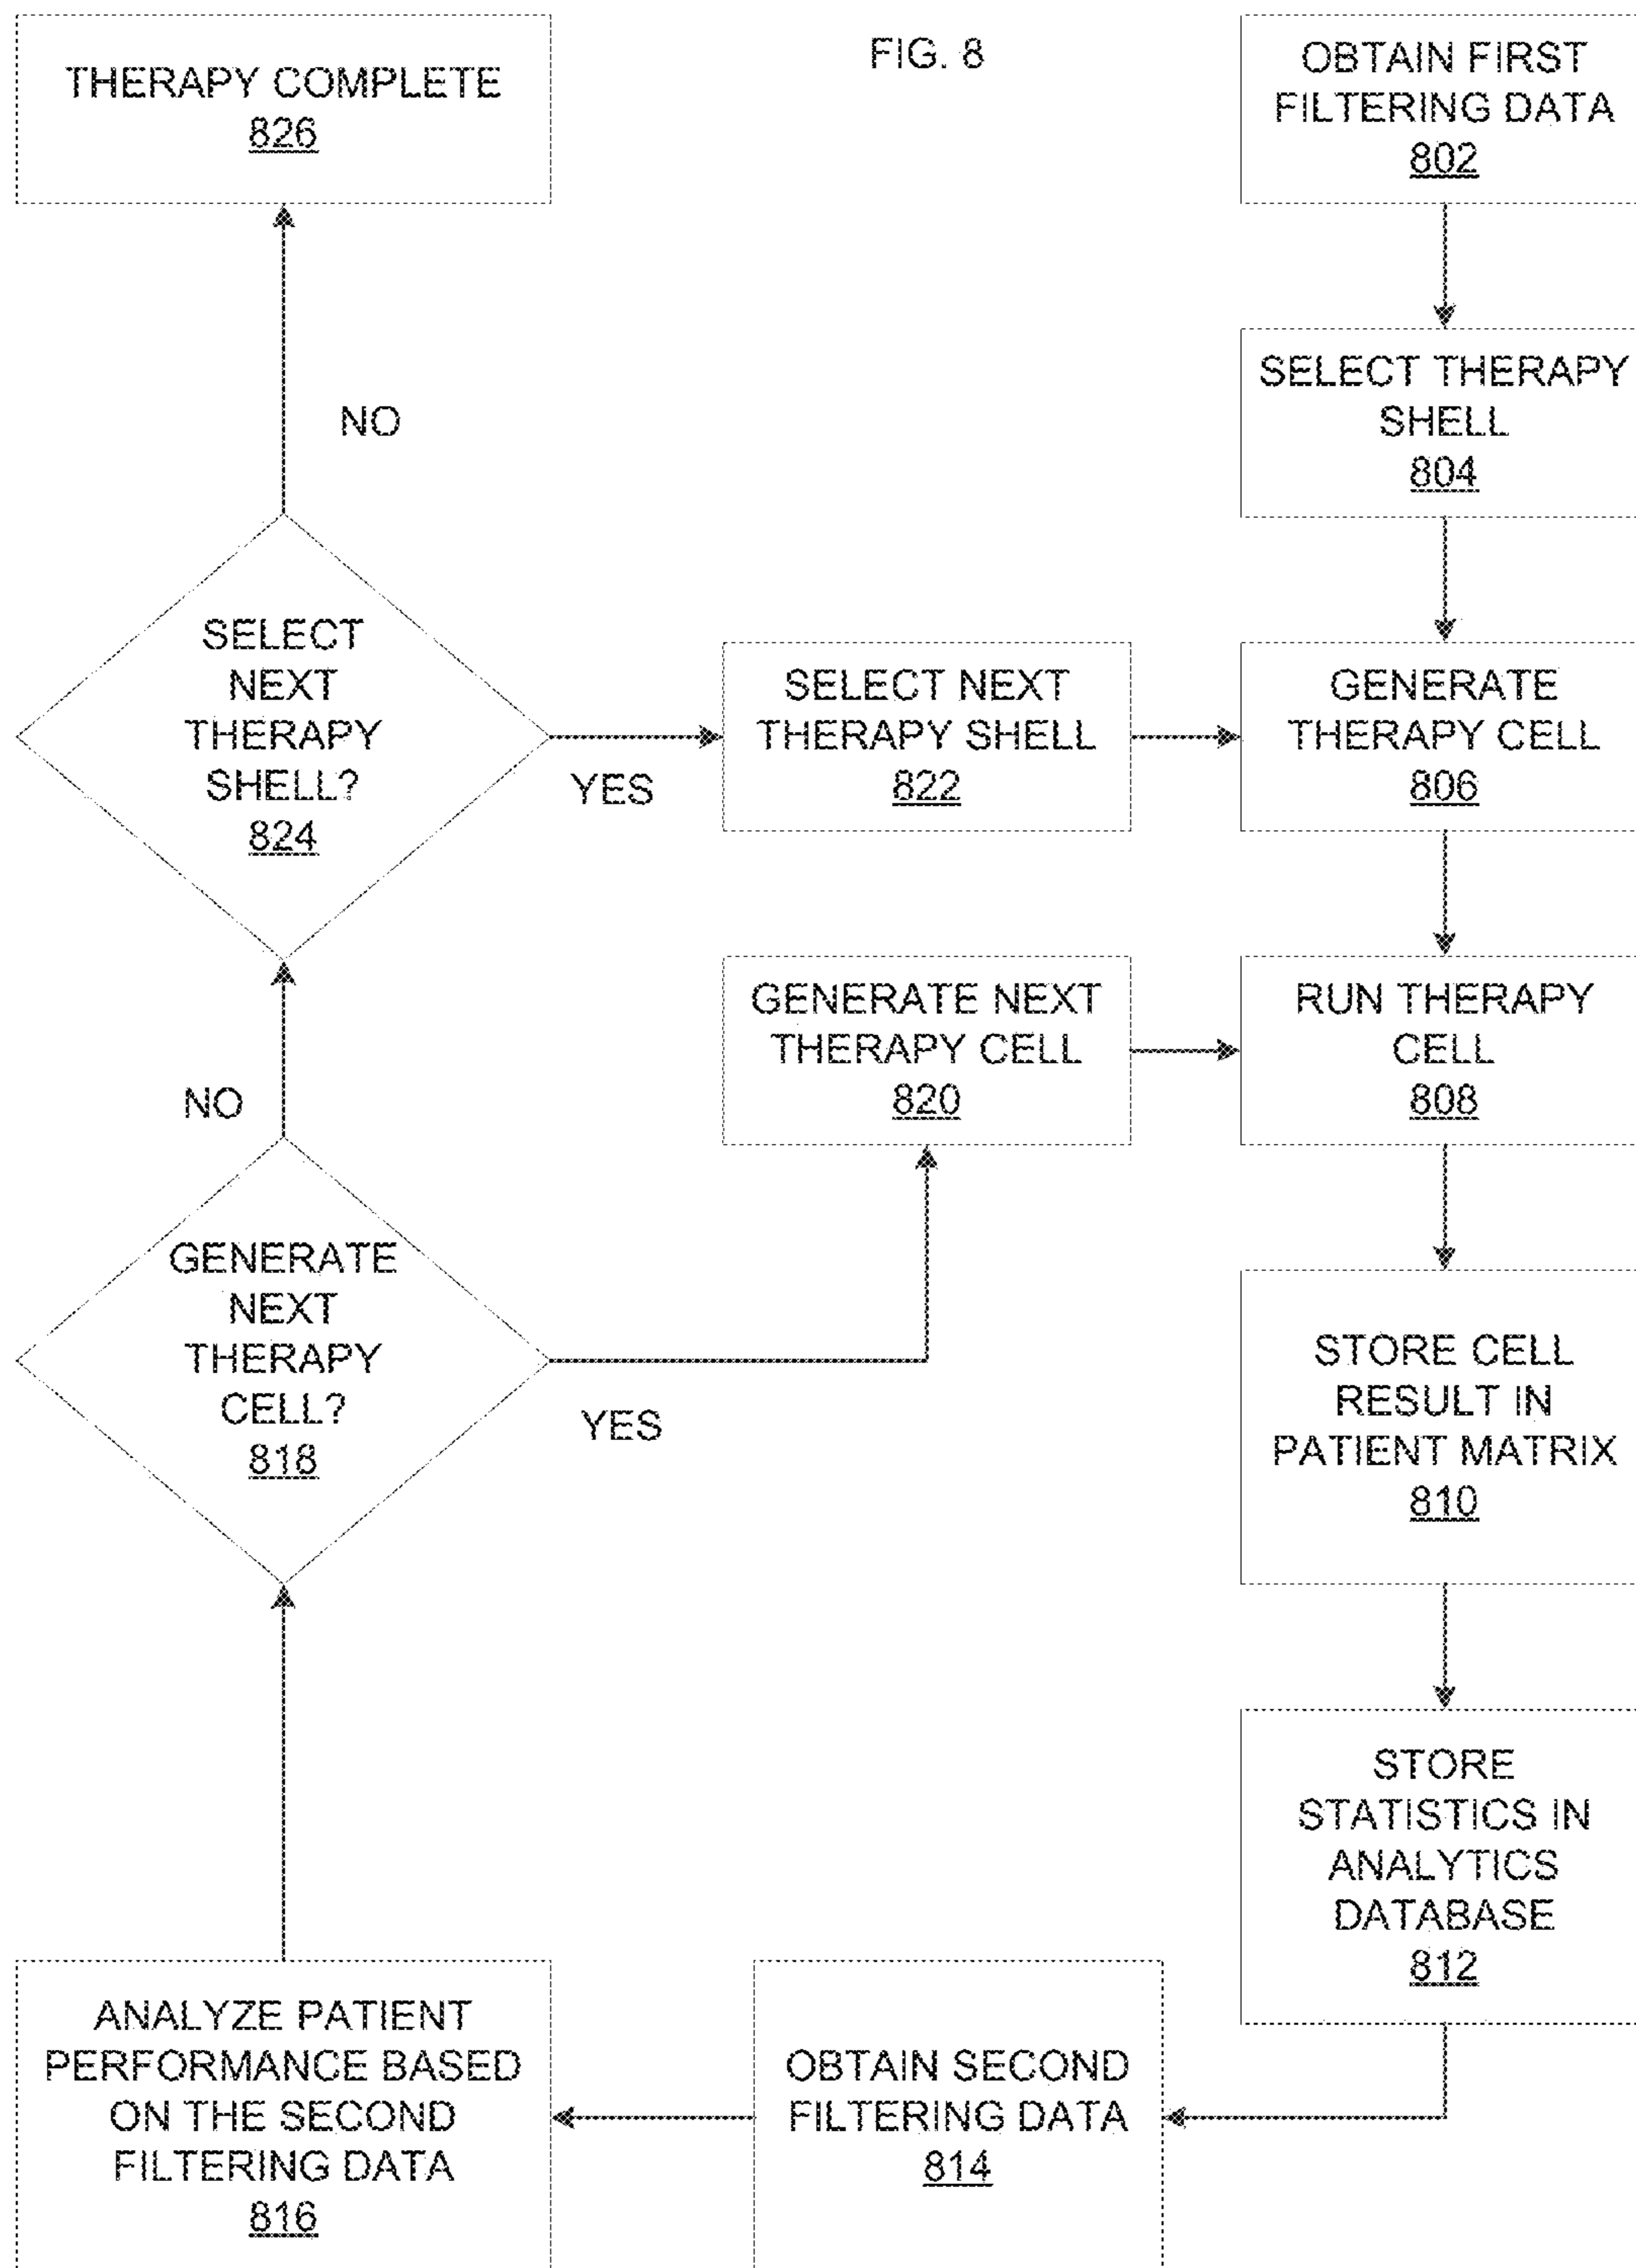 FIG. 8
THERAPY COMPLETE
826
OBTAIN FIRST
FILTERING DATA
802
SELECT THERAPY
SHELL
804
NO
SELECT
NEXT
THERAPY
SHELL?
824
YES
SELECT NEXT
THERAPY SHELL
822
GENERATE
THERAPY CELL
806
GENERATE NEXT
THERAPY CELL
820
RUN THERAPY
CELL
808
NO
GENERATE
NEXT
THERAPY
CELL?
818
YES
STORE CELL
RESULT IN
PATIENT MATRIX
810
STORE
STATISTICS IN
ANALYTICS
DATABASE
812
ANALYZE PATIENT
PERFORMANCE BASED
ON THE SECOND
FILTERING DATA
816
OBTAIN SECOND
FILTERING DATA
814